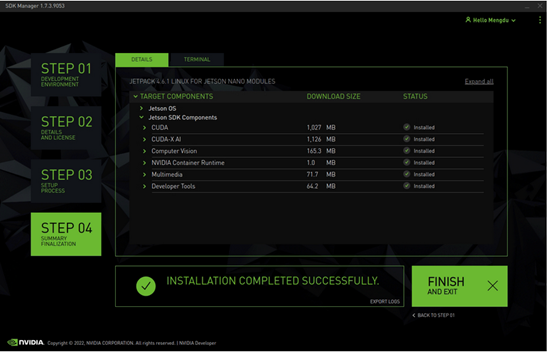 SDK Manager 1.7.3.9053
Hello Mengdu
STEP 01
DEVELOPMENT
ENVIRONMENT
STEP 02
DETAILS
AND LICENSE
STEP 03
SETUP
PROCESS
STEP 04
SUMMARY
FINALIZATION
DETAILS TERMINAL
JETPACK 4.6.1 LINUX FOR JETSON NANO MODULES Expand all
TARGET COMPONENTS DOWNLOAD SIZE STATUS
Jetson OS
Jetson SDK Components
CUDA 1,027 MB Installed
CUDA-X AI 1,126 MB Installed
Computer Vision 165.3 MB Installed
NVIDIA Container Runtime 1.0 MB Installed
Multimedia 71.7 MB Installed
Developer Tools 64.2 MB Installed
INSTALLATION COMPLETED SUCCESSFULLY.
EXPORT LOGS
FINISH
AND EXIT
BACK TO STEP 01
NVIDIA. Copyright © 2022, NVIDIA CORPORATION. All rights reserved. | NVIDIA Developer